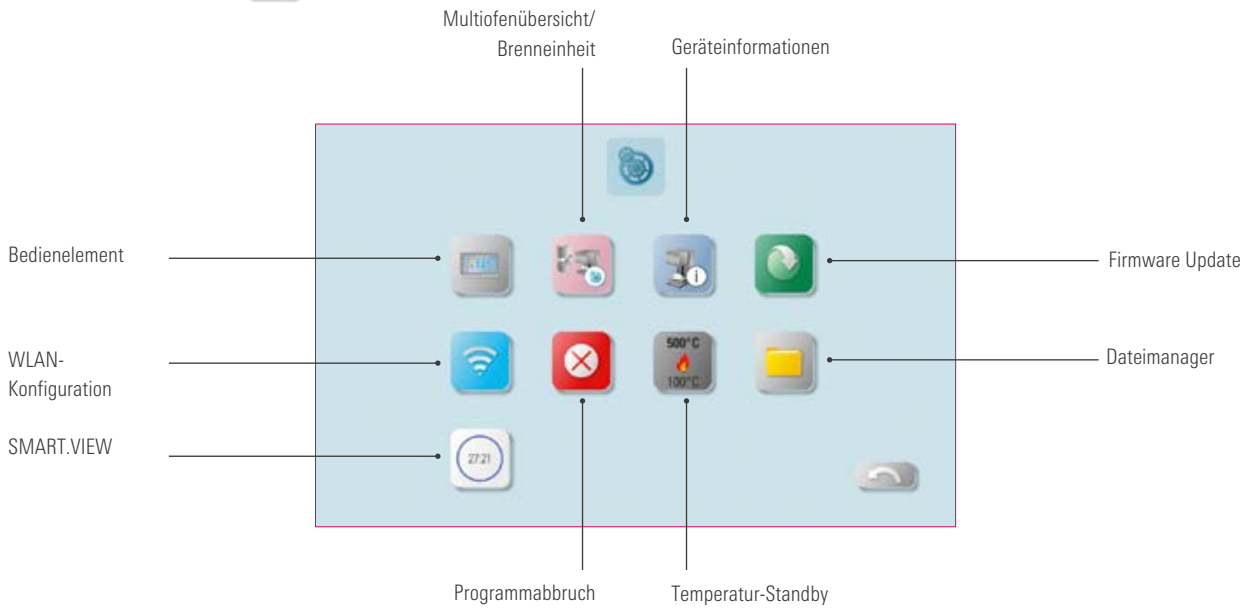 Multiofenübersicht/
Brenneinheit
Geräteinformationen
Bedienelement
Firmware Update
WLAN-
Konfiguration
500°C
100°C
Dateimanager
SMART.VIEW
27:21
Programmabbruch
Temperatur-Standby